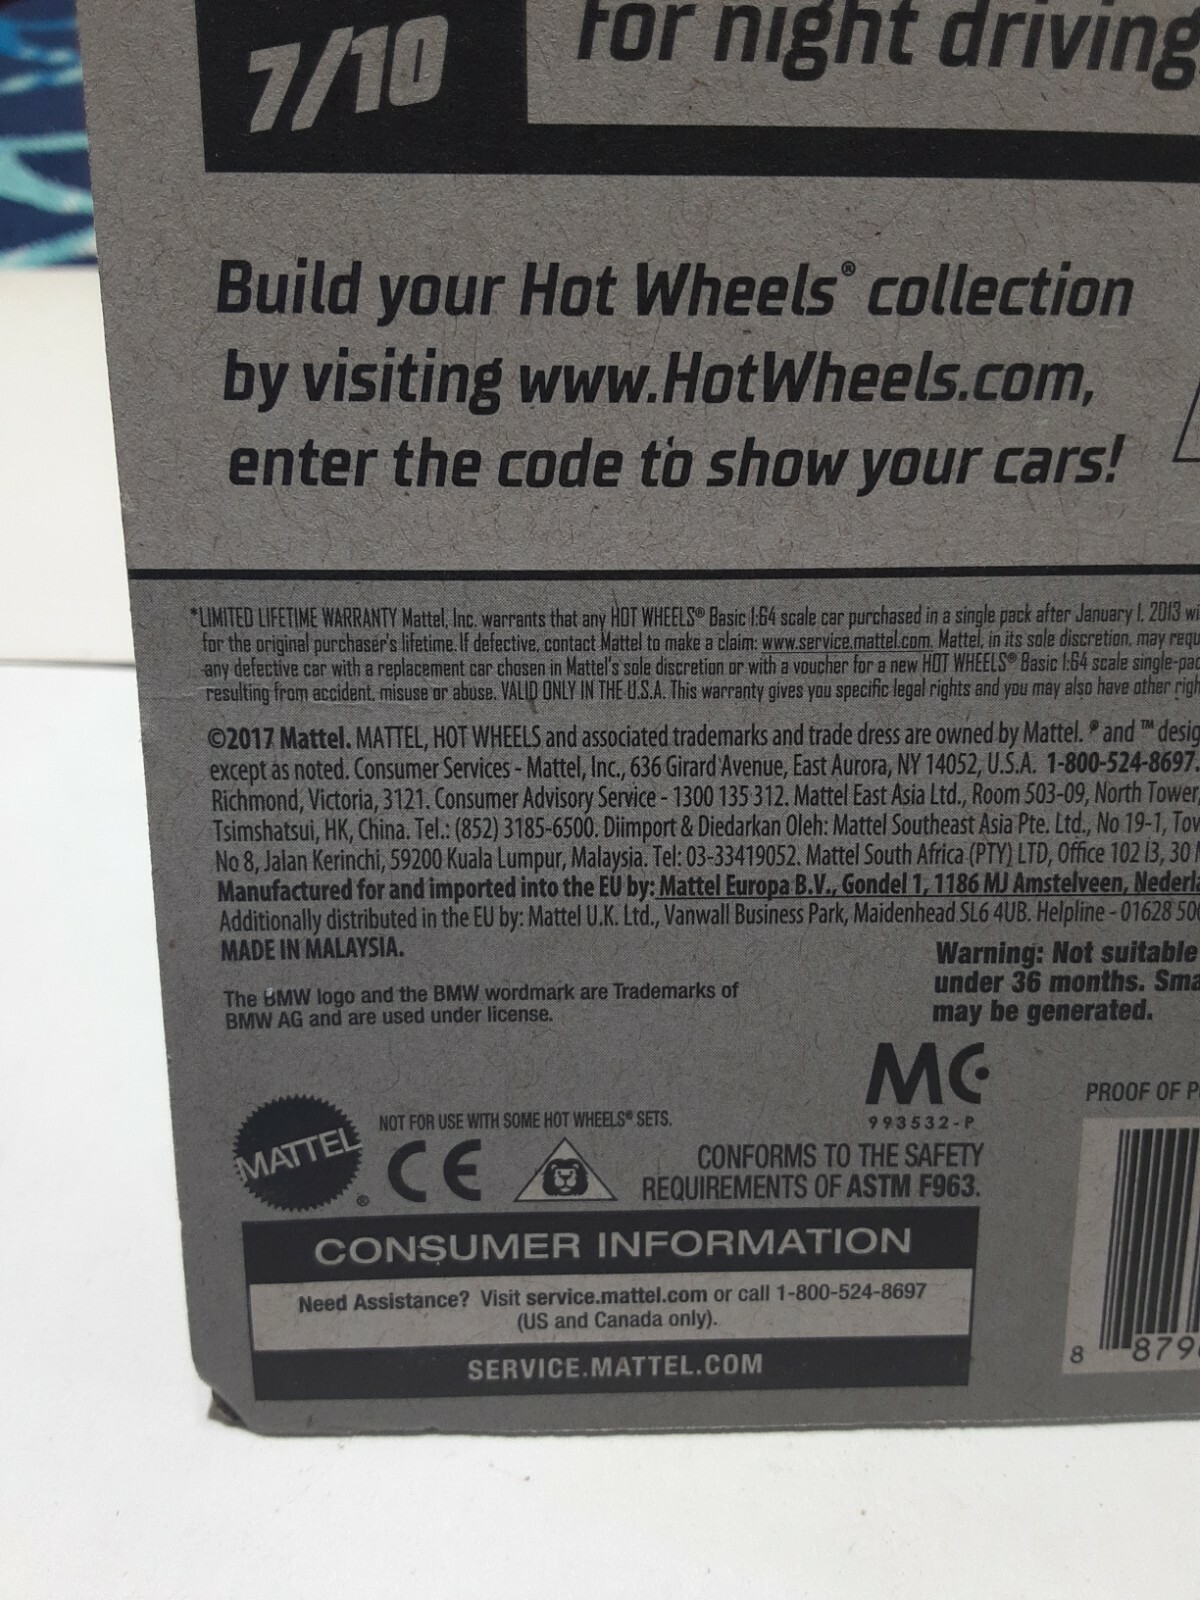 7/10
for night driving
Build your Hot Wheels® collection
by visiting www.HotWheels.com,
enter the code to show your cars!
*LIMITED LIFETIME WARRANTY Mattel, Inc. warrants that any HOT WHEELS® Basic 1:64 scale car purchased in a single pack after January 1, 2013
for the original purchaser's lifetime. If defective, contact Mattel to make a claim: www.service.mattel.com. Mattel, in its sole discretion, may
any defective car with a replacement car chosen in Mattel's sole discretion or with a voucher for a new HOT WHEELS® Basic 1:64 scale
resulting from accident, misuse or abuse. VALID ONLY IN THE U.S.A. This warranty gives you specific legal rights and you may also have other
©2017 Mattel. MATTEL, HOT WHEELS and associated trademarks and trade dress are owned by Mattel. ® and ™
except as noted. Consumer Services - Mattel, Inc., 636 Girard Avenue, East Aurora, NY 14052, U.S.A. 1-800-524-8697.
Richmond, Victoria, 3121. Consumer Advisory Service - 1300 135 312. Mattel East Asia Ltd., Room 503-09, North Tower,
Tsimshatsui, HK, China. Tel.: (852) 3185-6500. Diimport & Diedarkan Oleh: Mattel Southeast Asia Pte. Ltd., No 19-1,
No 8, Jalan Kerinchi, 59200 Kuala Lumpur, Malaysia. Tel: 03-33419052. Mattel South Africa (PTY) LTD, Office 102 I3, 30
Manufactured for and imported into the EU by: Mattel Europa B.V., Gondel 1, 1186 MJ Amstelveen,
Additionally distributed in the EU by: Mattel U.K. Ltd., Vanwall Business Park, Maidenhead SL6 4UB. Helpline - 01628
MADE IN MALAYSIA.
Warning: Not suitable
under 36 months.
may be generated.
The BMW logo and the BMW wordmark are Trademarks of
BMW AG and are used under license.
MC
993532-P
PROOF OF
MATTEL®
NOT FOR USE WITH SOME HOT WHEELS® SETS.
CE
CONFORMS TO THE SAFETY
REQUIREMENTS OF ASTM F963.
CONSUMER INFORMATION
Need Assistance? Visit service.mattel.com or call 1-800-524-8697
(US and Canada only).
SERVICE.MATTEL.COM
8 879